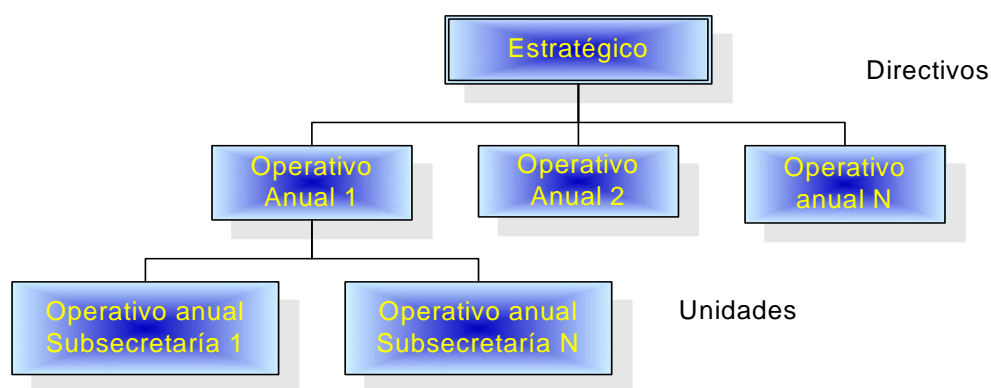 Estratégico
Directivos
Operativo
Anual 1
Operativo
Anual 2
Operativo
anual N
Operativo anual
Subsecretaría 1
Operativo anual
Subsecretaría N
Unidades